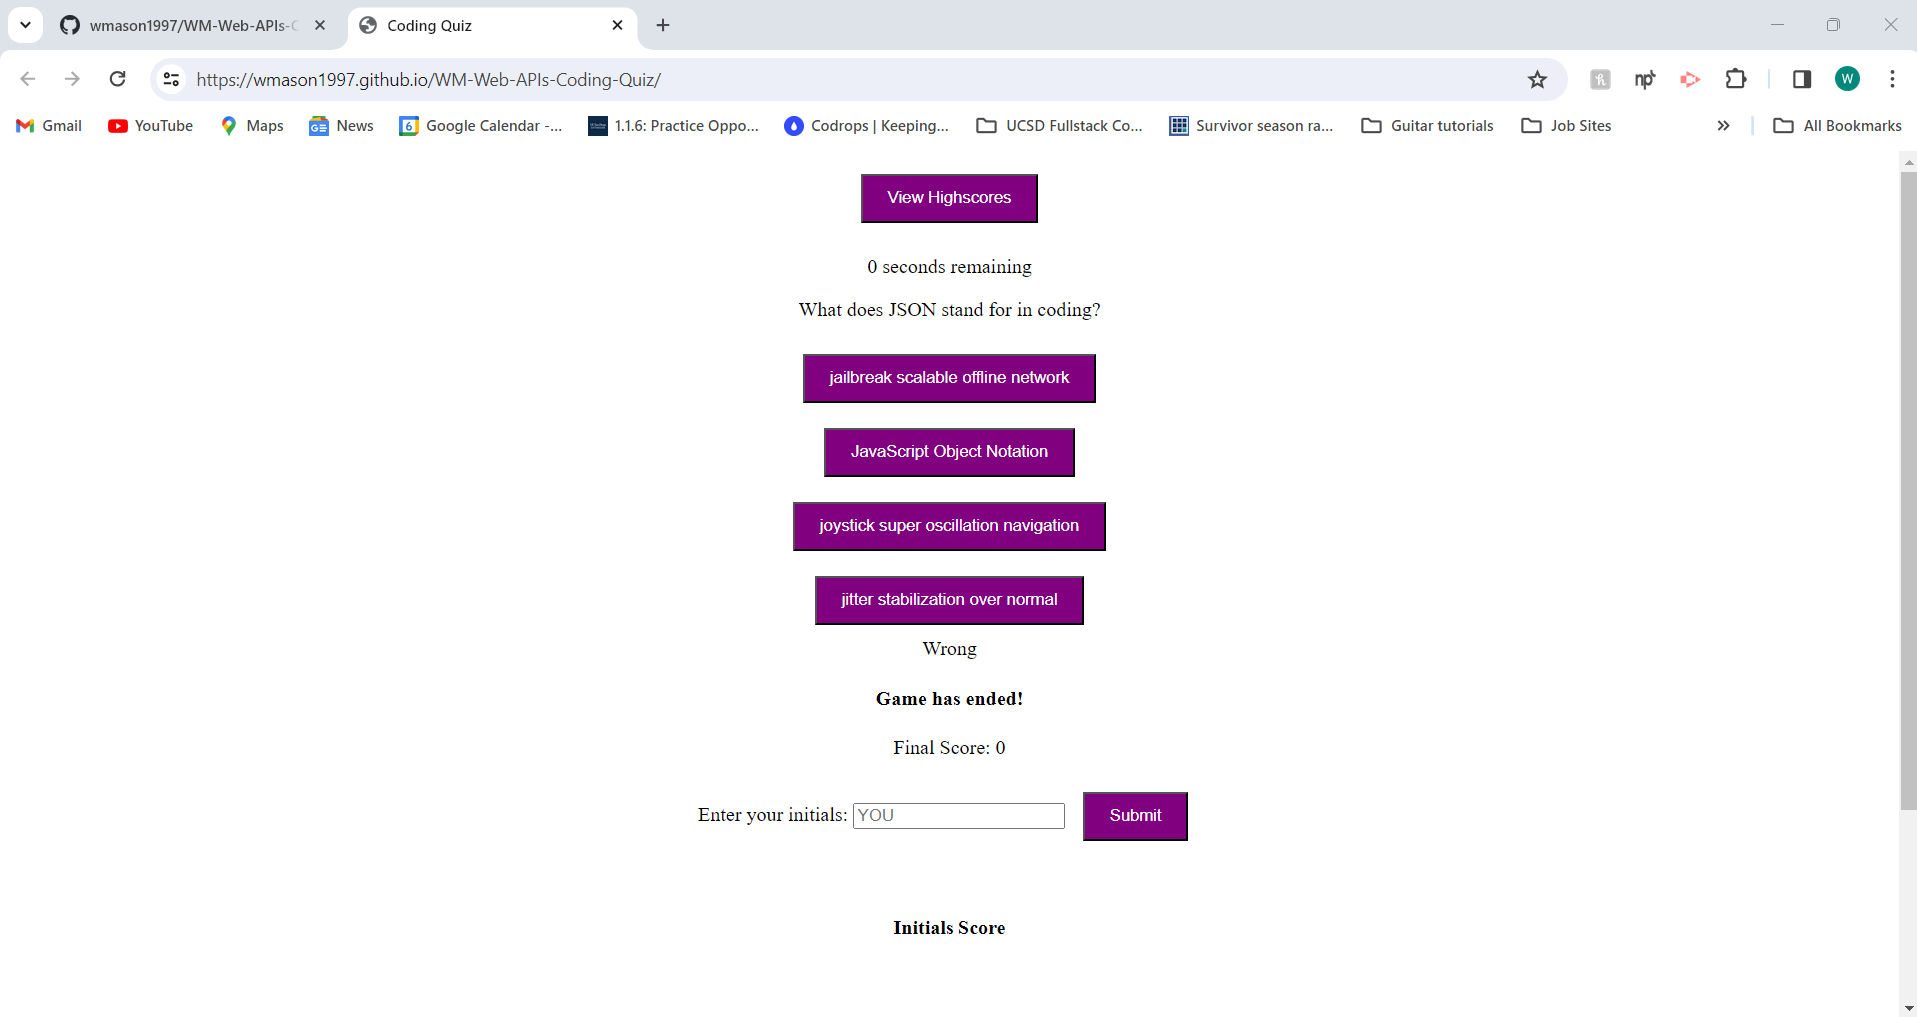 wmason1997/WM-Web-APIs-C
Coding Quiz
https://wmason1997.github.io/WM-Web-APIs-Coding-Quiz/
W
Gmail YouTube Maps News Google Calendar -... 1.1.6: Practice Oppo... Codrops | Keeping... UCSD Fullstack Co... Survivor season ra... Guitar tutorials Job Sites » All Bookmarks
View Highscores
0 seconds remaining
What does JSON stand for in coding?
jailbreak scalable offline network
JavaScript Object Notation
joystick super oscillation navigation
jitter stabilization over normal
Wrong
Game has ended!
Final Score: 0
Enter your initials: YOU Submit
Initials Score